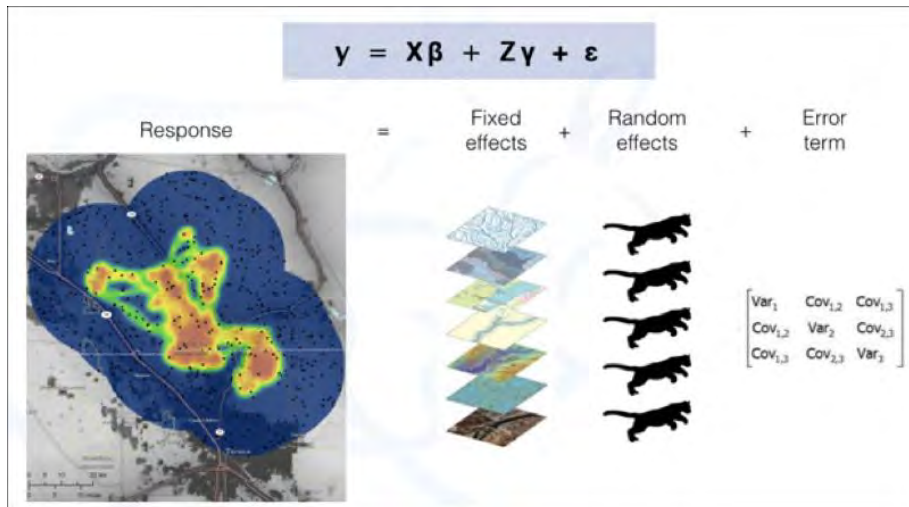 y = Xβ + Zγ + ε
Response = Fixed effects + Random effects + Error term
Var₁ Cov₁,₂ Cov₁,₃
Cov₁,₂ Var₂ Cov₂,₃
Cov₁,₃ Cov₂,₃ Var₃